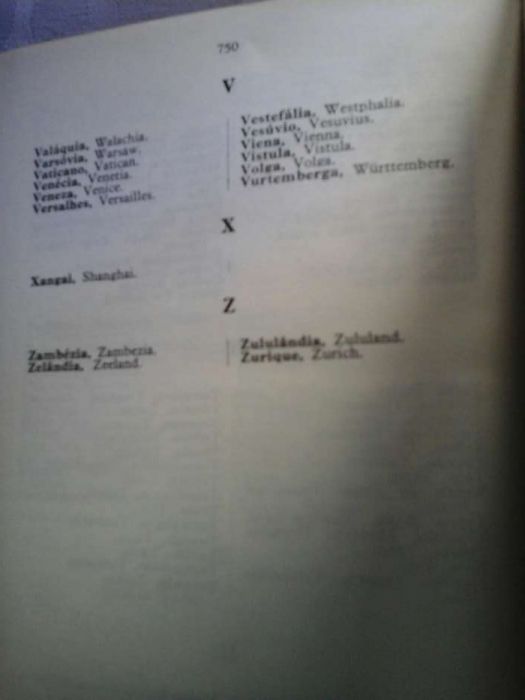 750
V
Valáquia, Walachia.
Varsóvia, Warsaw.
Vaticano, Vatican.
Venécia, Venetia.
Veneza, Venice.
Versalhes, Versailles.
Vestefália, Westphalia.
Vesúvio, Vesuvius.
Viena, Vienna.
Vístula, Vistula.
Volga, Volga.
Vurtemberga, Württemberg.
X
Xangai, Shanghai.
Z
Zambézia, Zambezia.
Zelândia, Zeeland.
Zululândia, Zululand.
Zurique, Zurich.